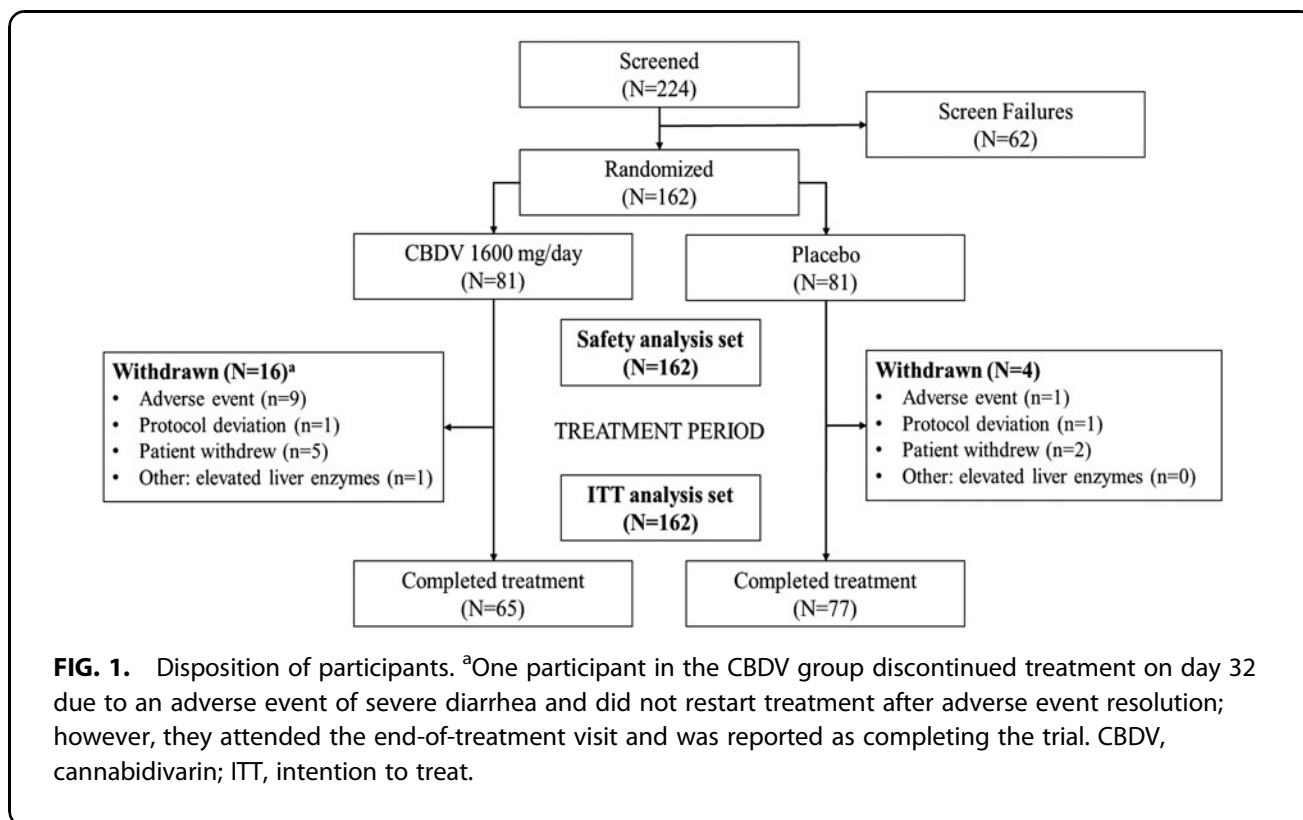 Screened
(N=224)
Screen Failures
(N=62)
Randomized
(N=162)
CBDV 1600 mg/day
(N=81)
Placebo
(N=81)
Safety analysis set
(N=162)
Withdrawn (N=16)a
• Adverse event (n=9)
• Protocol deviation (n=1)
• Patient withdrew (n=5)
• Other: elevated liver enzymes (n=1)
TREATMENT PERIOD
Withdrawn (N=4)
• Adverse event (n=1)
• Protocol deviation (n=1)
• Patient withdrew (n=2)
• Other: elevated liver enzymes (n=0)
ITT analysis set
(N=162)
Completed treatment
(N=65)
Completed treatment
(N=77)
FIG. 1. Disposition of participants. aOne participant in the CBDV group discontinued treatment on day 32
due to an adverse event of severe diarrhea and did not restart treatment after adverse event resolution;
however, they attended the end-of-treatment visit and was reported as completing the trial. CBDV,
cannabidivarin; ITT, intention to treat.